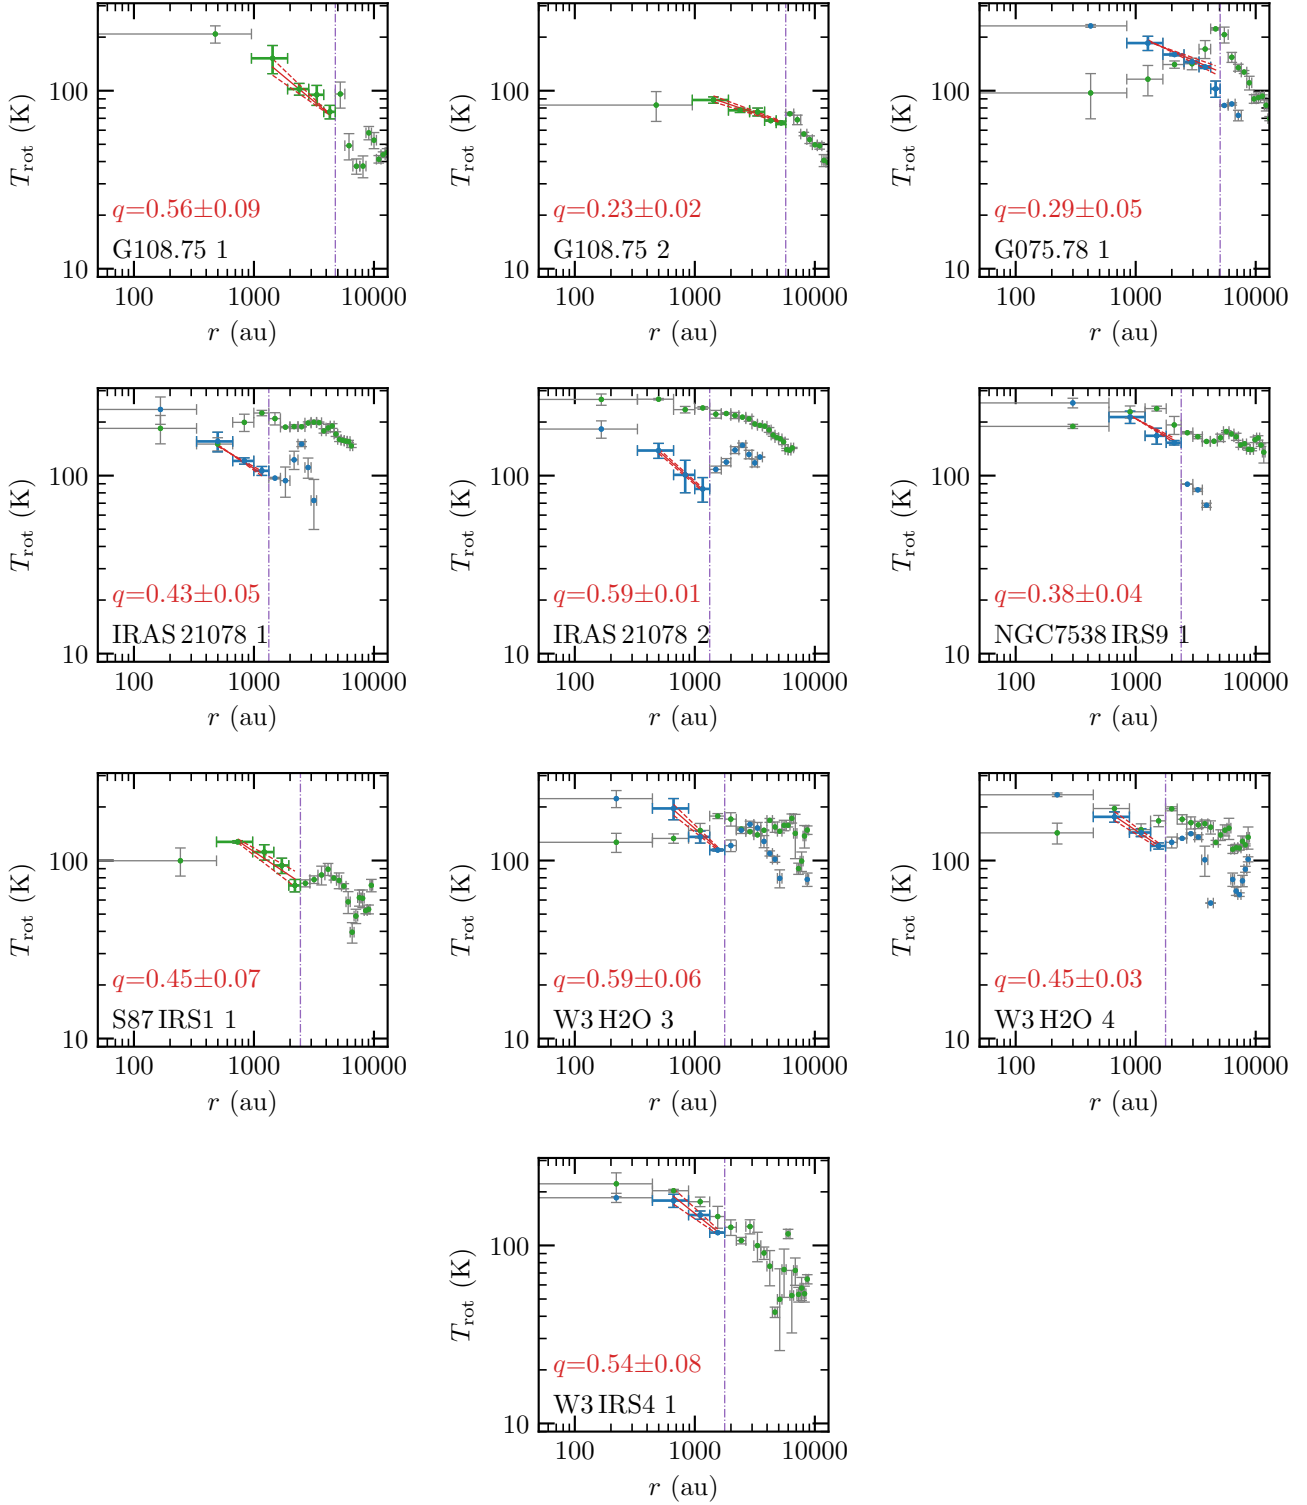 100
10
T_rot (K)
q=0.56±0.09
G108.75 1
100 1000 10000
r (au)
100
10
T_rot (K)
q=0.23±0.02
G108.75 2
100 1000 10000
r (au)
100
10
T_rot (K)
q=0.29±0.05
G075.78 1
100 1000 10000
r (au)
100
10
T_rot (K)
q=0.43±0.05
IRAS 21078 1
100 1000 10000
r (au)
100
10
T_rot (K)
q=0.59±0.01
IRAS 21078 2
100 1000 10000
r (au)
100
10
T_rot (K)
q=0.38±0.04
NGC7538 IRS9 1
100 1000 10000
r (au)
100
10
T_rot (K)
q=0.45±0.07
S87 IRS1 1
100 1000 10000
r (au)
100
10
T_rot (K)
q=0.59±0.06
W3 H2O 3
100 1000 10000
r (au)
100
10
T_rot (K)
q=0.45±0.03
W3 H2O 4
100 1000 10000
r (au)
100
10
T_rot (K)
q=0.54±0.08
W3 IRS4 1
100 1000 10000
r (au)